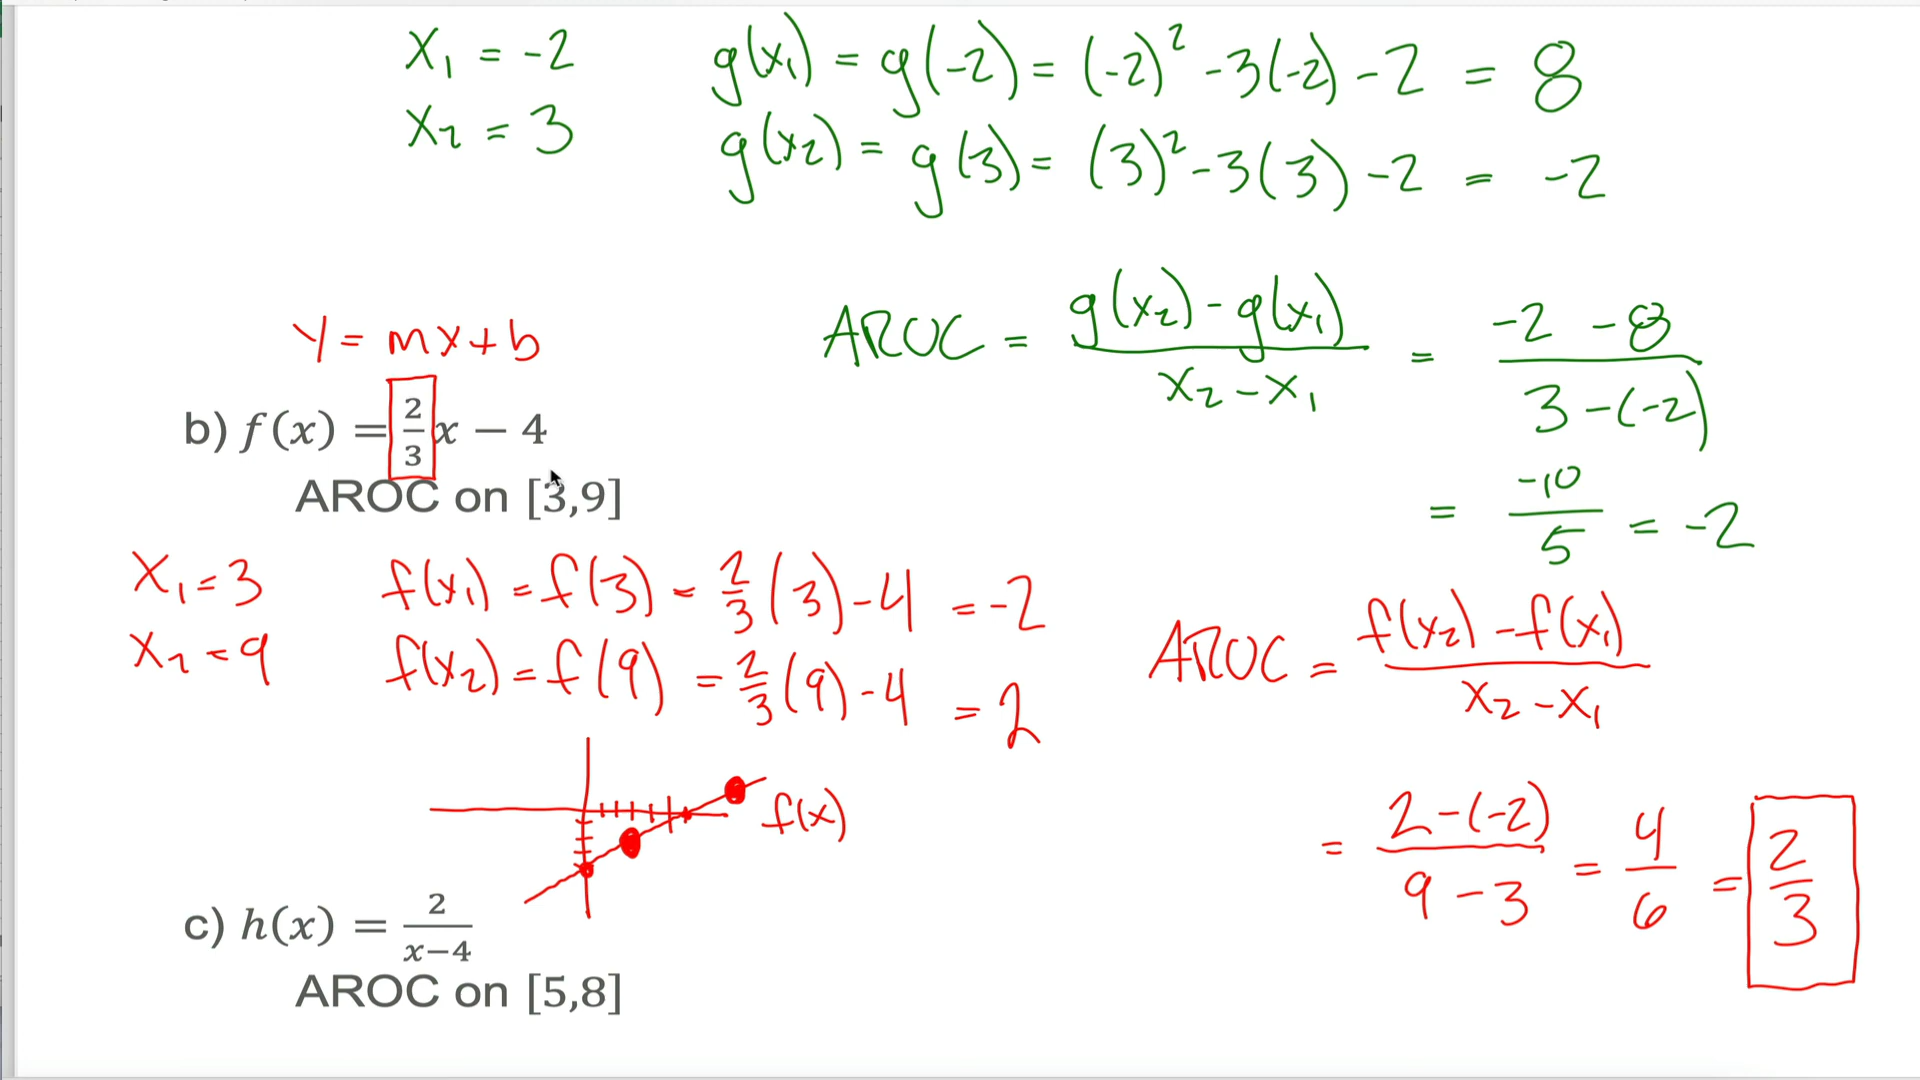 x₁ = -2
g(x₁) = g(-2) = (-2)² -3(-2) -2 = 8
x₂ = 3
g(x₂) = g(3) = (3)² -3(3) -2 = -2
AROC = g(x₂) - g(x₁) / x₂ - x₁ = -2 - 8 / 3 - (-2)
= -10 / 5 = -2
y = mx+b
b) f(x) = 2/3 x − 4
AROC on [3,9]
x₁ = 3
f(x₁) = f(3) = 2/3 (3) - 4 = -2
x₂ = 9
f(x₂) = f(9) = 2/3 (9) - 4 = 2
AROC = f(x₂) - f(x₁) / x₂ - x₁
= 2 - (-2) / 9 - 3 = 4/6 = 2/3
f(x)
c) h(x) = 2/x−4
AROC on [5,8]